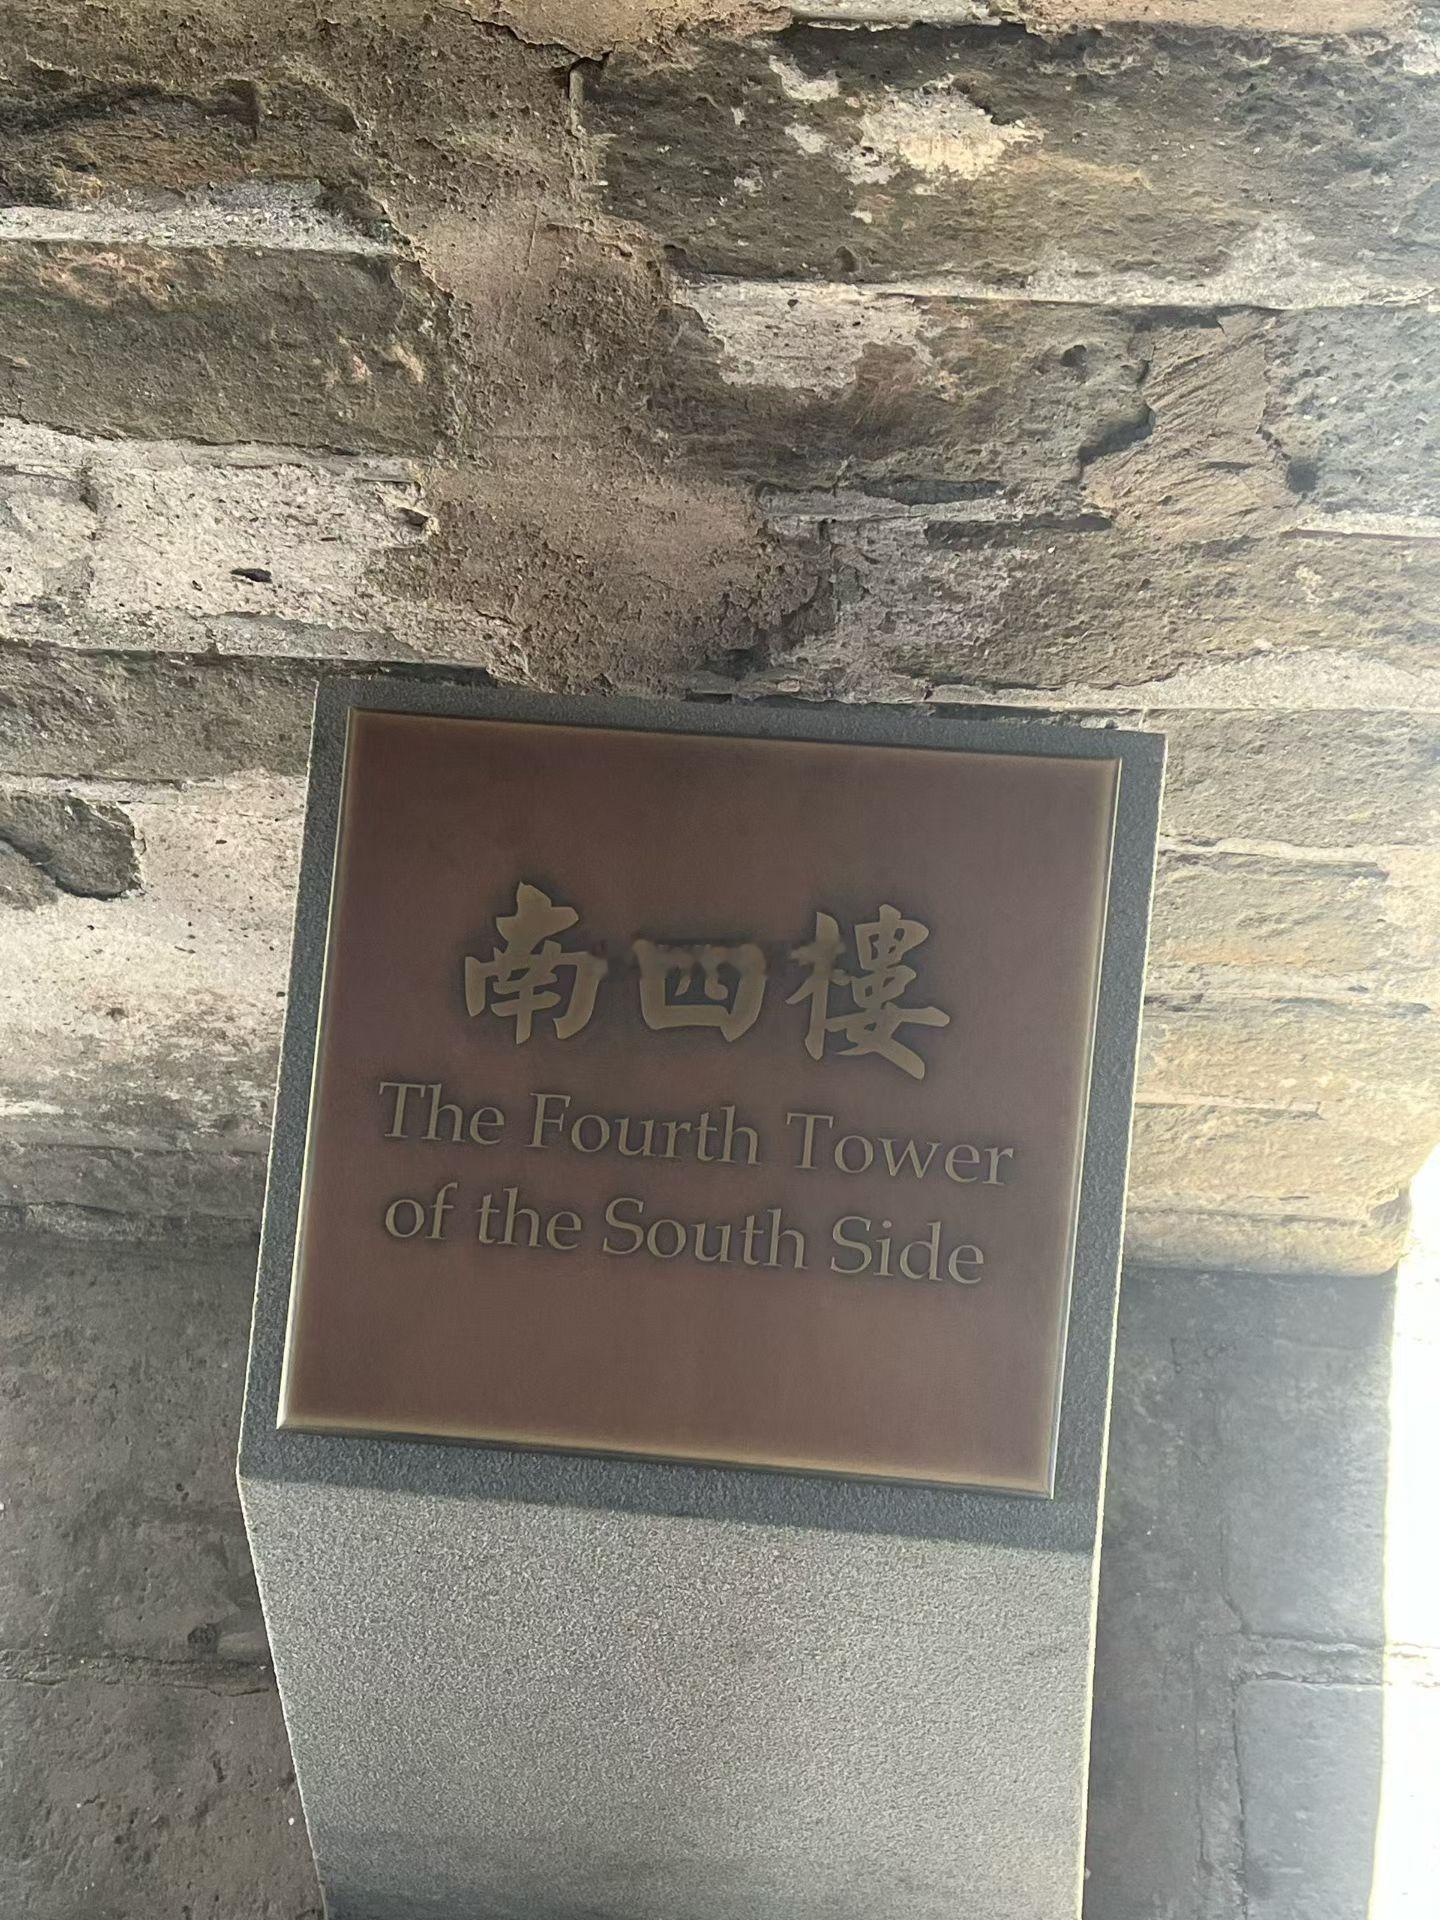 南四樓
The Fourth Tower
of the South Side